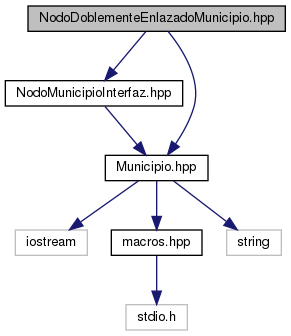 NodoDoblementeEnlazadoMunicipio.hpp
NodoMunicipioInterfaz.hpp
Municipio.hpp
iostream
macros.hpp
string
stdio.h